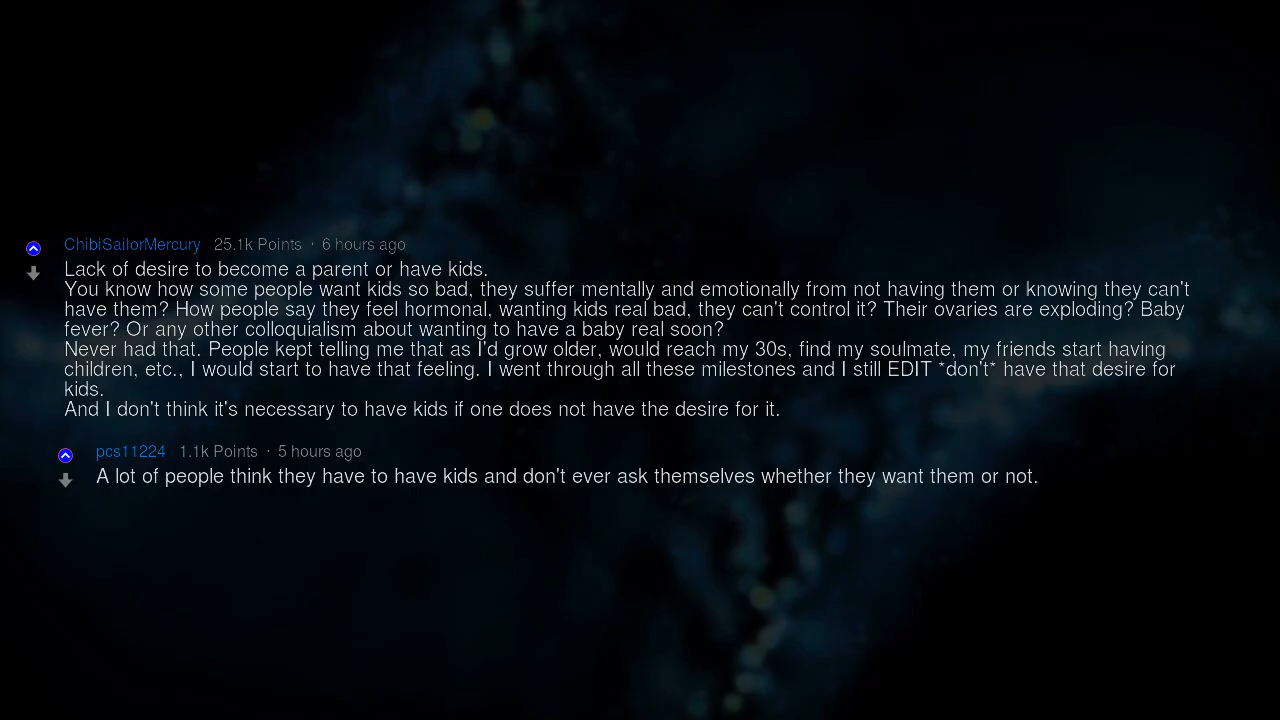 ChibiSailorMercury 25.1k Points · 6 hours ago
Lack of desire to become a parent or have kids.
You know how some people want kids so bad, they suffer mentally and emotionally from not having them or knowing they can't
have them? How people say they feel hormonal, wanting kids real bad, they can't control it? Their ovaries are exploding? Baby
fever? Or any other colloquialism about wanting to have a baby real soon?
Never had that. People kept telling me that as I'd grow older, would reach my 30s, find my soulmate, my friends start having
children, etc., I would start to have that feeling. I went through all these milestones and I still EDIT *don't* have that desire for
kids.
And I don't think it's necessary to have kids if one does not have the desire for it.
pcs11224 1.1k Points · 5 hours ago
A lot of people think they have to have kids and don't ever ask themselves whether they want them or not.